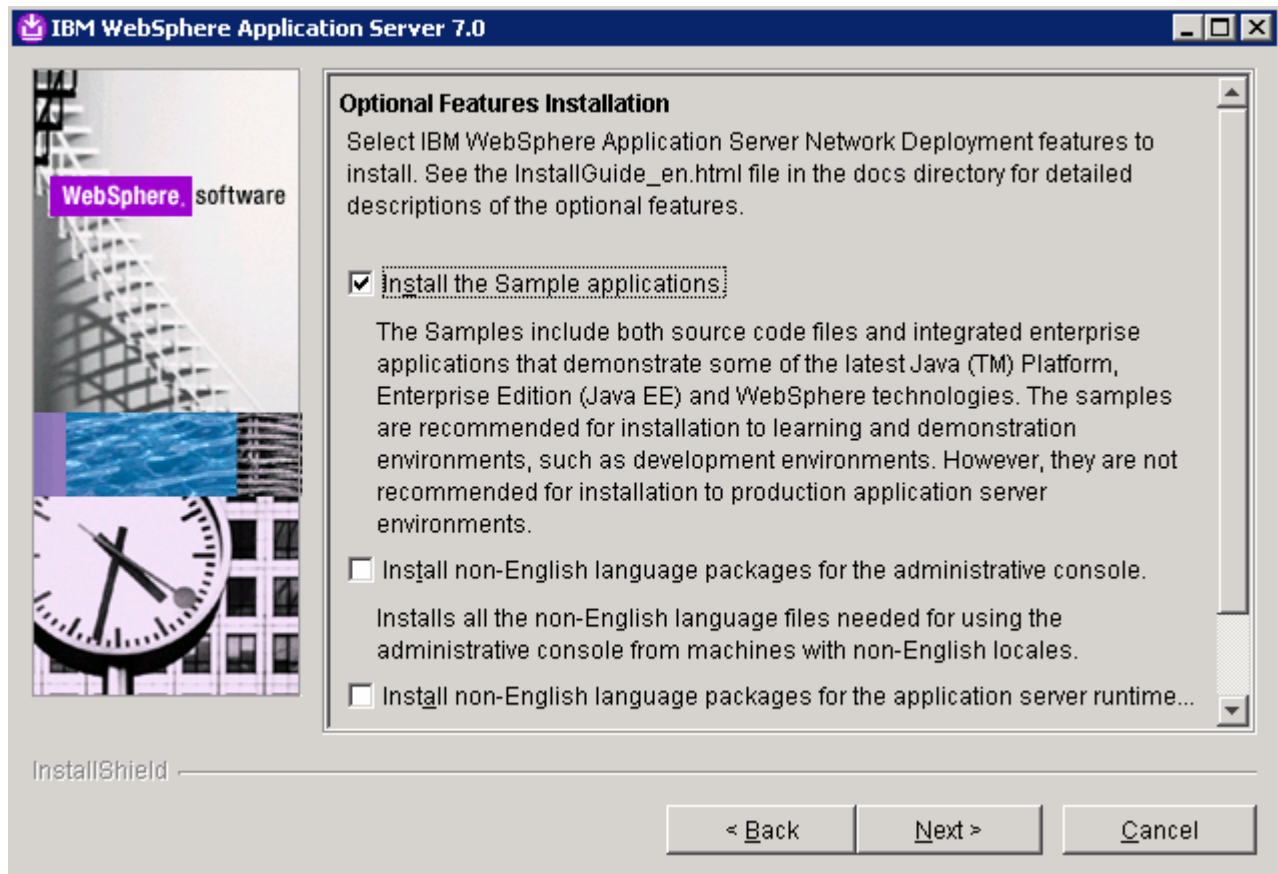 IBM WebSphere Application Server 7.0
WebSphere. software
Optional Features Installation
Select IBM WebSphere Application Server Network Deployment features to
install. See the InstallGuide_en.html file in the docs directory for detailed
descriptions of the optional features.
Install the Sample applications.
The Samples include both source code files and integrated enterprise
applications that demonstrate some of the latest Java (TM) Platform,
Enterprise Edition (Java EE) and WebSphere technologies. The samples
are recommended for installation to learning and demonstration
environments, such as development environments. However, they are not
recommended for installation to production application server
environments.
Install non-English language packages for the administrative console.
Installs all the non-English language files needed for using the
administrative console from machines with non-English locales.
Install non-English language packages for the application server runtime...
InstallShield
< Back
Next >
Cancel